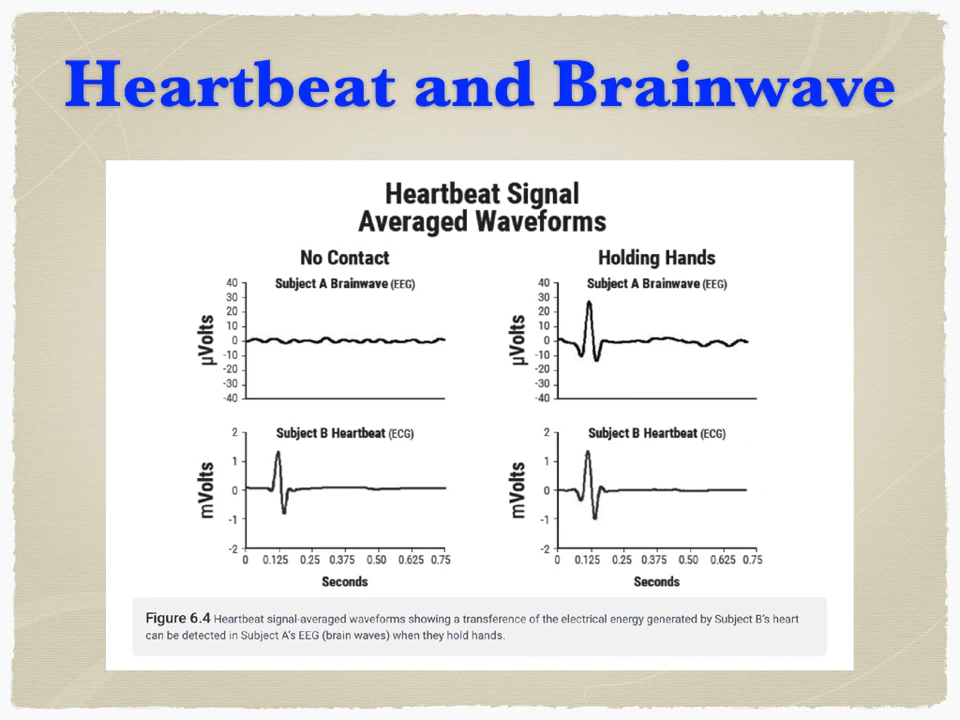 Heartbeat and Brainwave
Heartbeat Signal
Averaged Waveforms
No Contact
Subject A Brainwave (EEG)
µVolts
40
30
20
10
0
-10
-20
-30
-40
Subject B Heartbeat (ECG)
mVolts
2
1
0
-1
-2
0 0.125 0.25 0.375 0.50 0.625 0.75
Seconds
Holding Hands
Subject A Brainwave (EEG)
µVolts
40
30
20
10
0
-10
-20
-30
-40
Subject B Heartbeat (ECG)
mVolts
2
1
0
-1
-2
0 0.125 0.25 0.375 0.50 0.625 0.75
Seconds
Figure 6.4 Heartbeat signal-averaged waveforms showing a transference of the electrical energy generated by Subject B's heart
can be detected in Subject A's EEG (brain waves) when they hold hands.